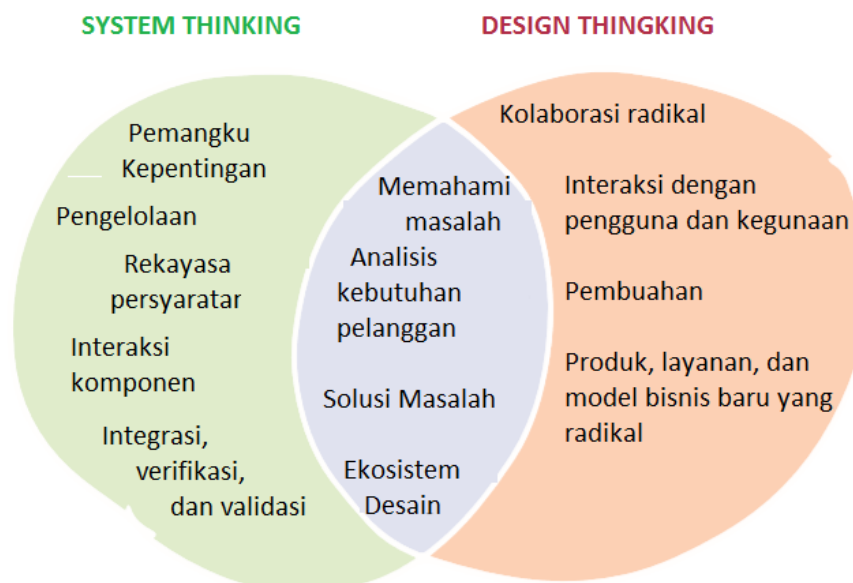 SYSTEM THINKING
DESIGN THINGKING
Pemangku
Kepentingan
Pengelolaan
Rekayasa
persyaratar
Interaksi
komponen
Integrasi,
verifikasi,
dan validasi
Memahami
masalah
Analisis
kebutuhan
pelanggan
Solusi Masalah
Ekosistem
Desain
Kolaborasi radikal
Interaksi dengan
pengguna dan kegunaan
Pembuahan
Produk, layanan, dan
model bisnis baru yang
radikal